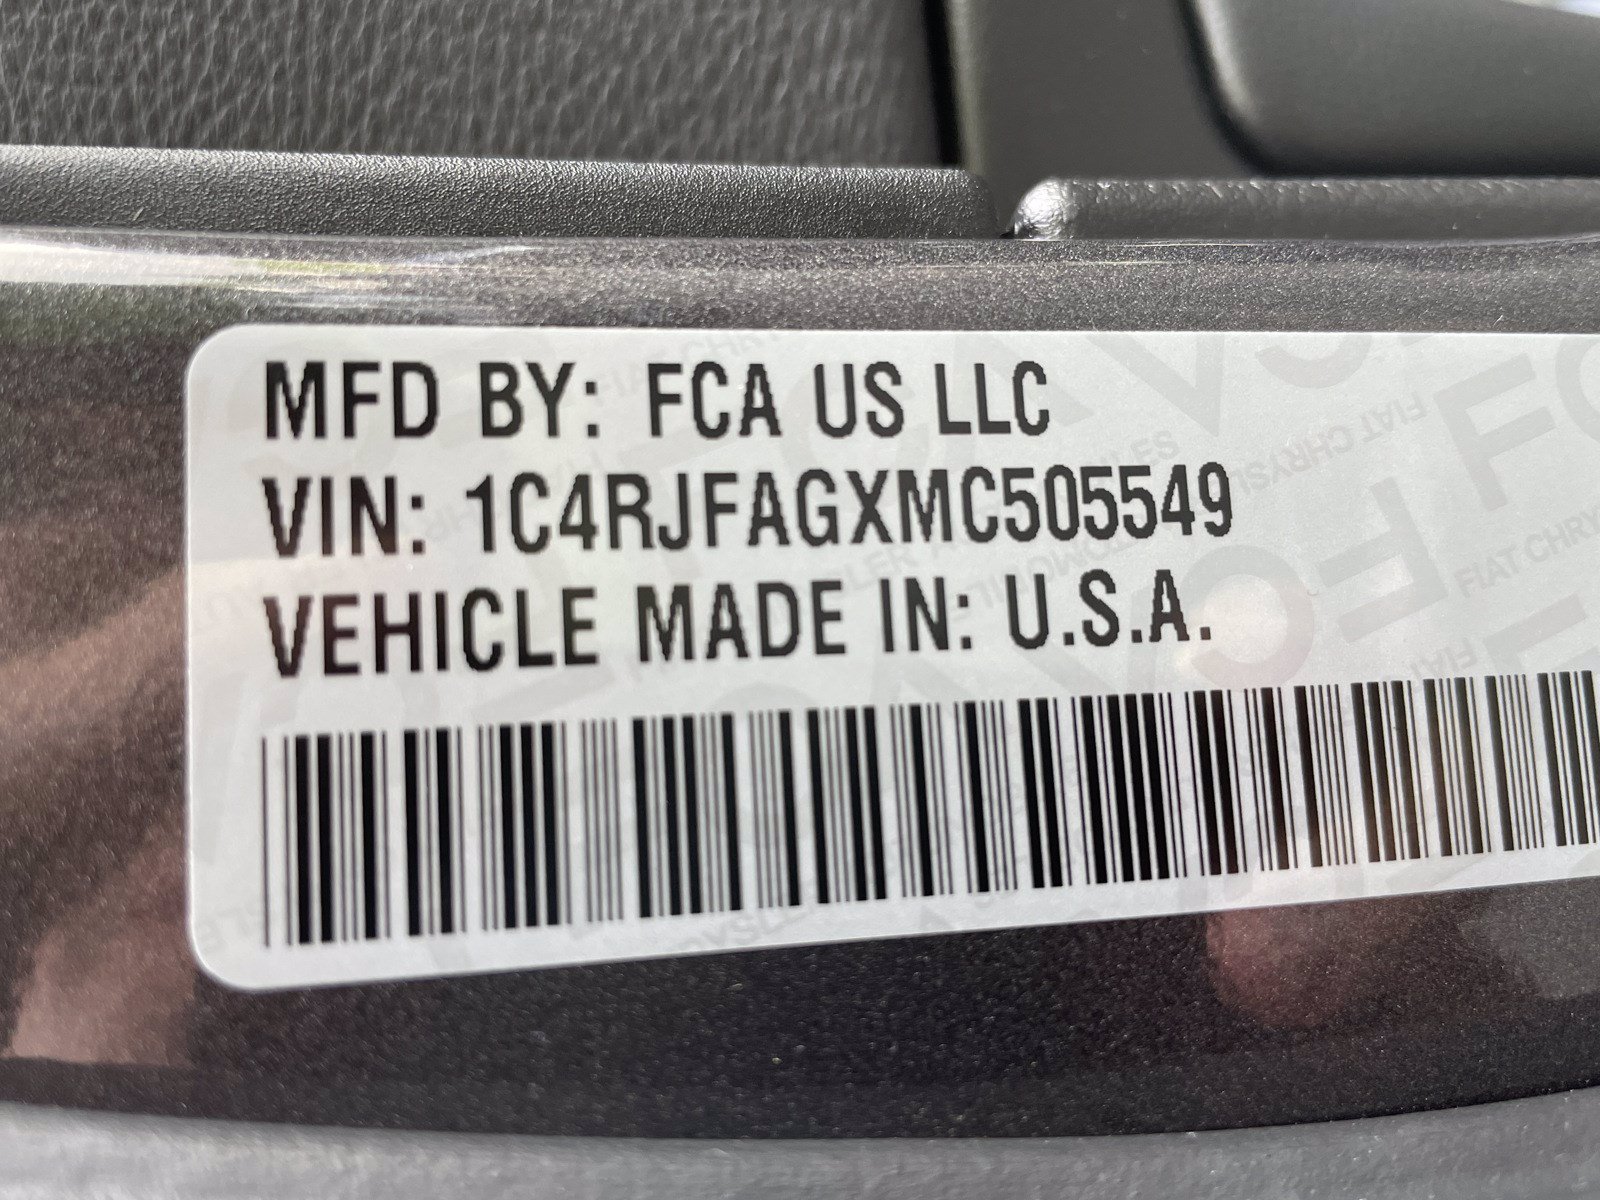 MFD BY: FCA US LLC
VIN: 1C4RJFAGXMC505549
VEHICLE MADE IN: U.S.A.